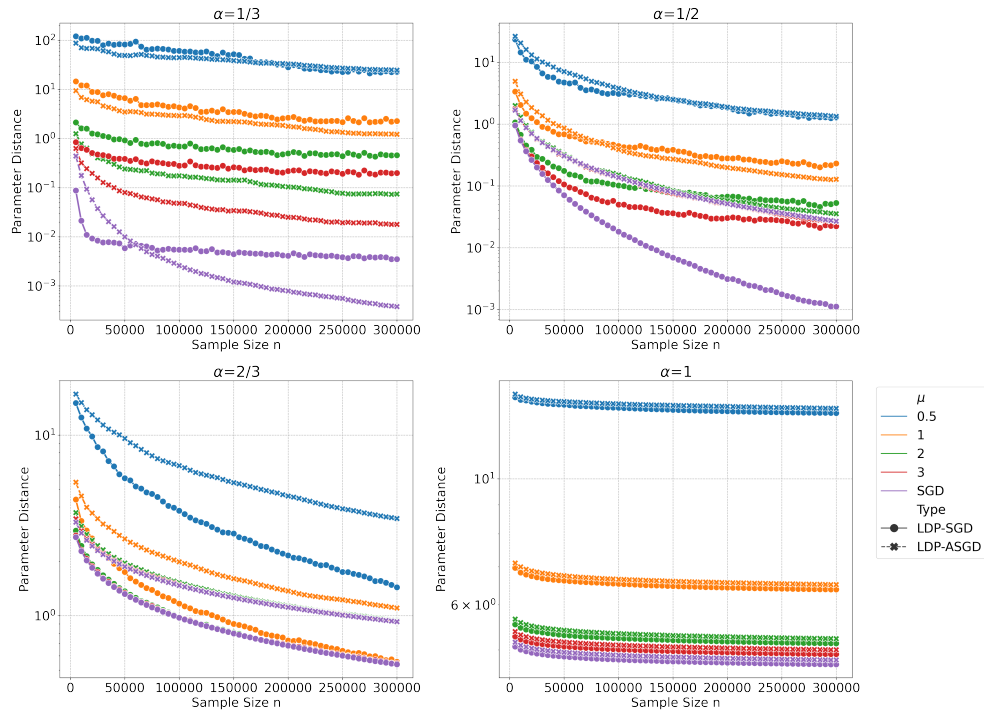 α=1/3
Parameter Distance
10²
10¹
10⁰
10⁻¹
10⁻²
10⁻³
0 50000 100000 150000 200000 250000 300000
Sample Size n
α=1/2
Parameter Distance
10¹
10⁰
10⁻¹
10⁻²
10⁻³
0 50000 100000 150000 200000 250000 300000
Sample Size n
α=2/3
Parameter Distance
10¹
10⁰
0 50000 100000 150000 200000 250000 300000
Sample Size n
α=1
Parameter Distance
10¹
6 × 10⁰
0 50000 100000 150000 200000 250000 300000
Sample Size n
μ
0.5
1
2
3
SGD
Type
LDP-SGD
LDP-ASGD